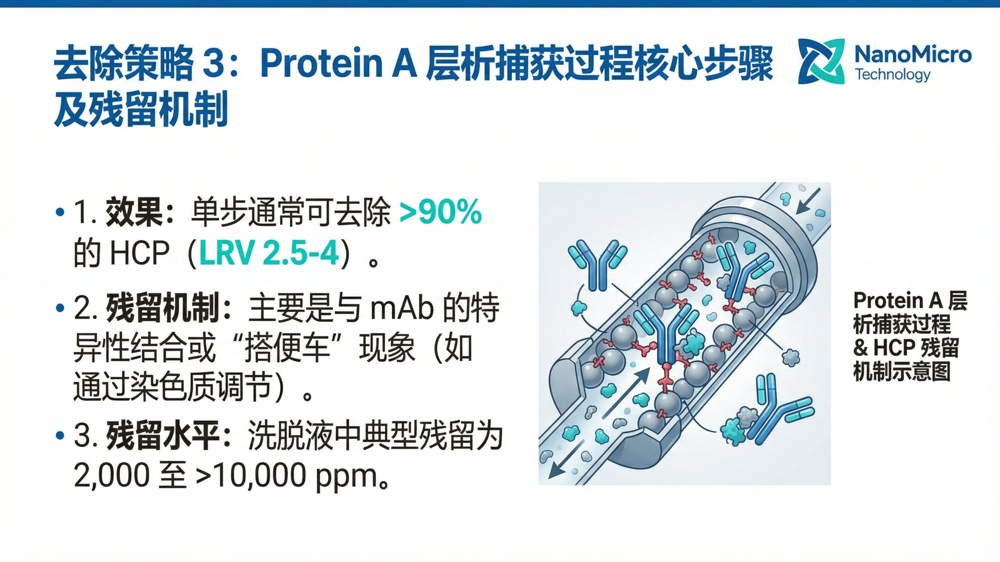 去除策略 3：Protein A 层析捕获过程核心步骤
及残留机制
NanoMicro
Technology
• 1. 效果：单步通常可去除 >90%
的 HCP（LRV 2.5-4）。
• 2. 残留机制：主要是与 mAb 的特
异性结合或“搭便车”现象（如
通过染色质调节）。
• 3. 残留水平：洗脱液中典型残留为
2,000 至 >10,000 ppm。
Protein A 层
析捕获过程
& HCP 残留
机制示意图